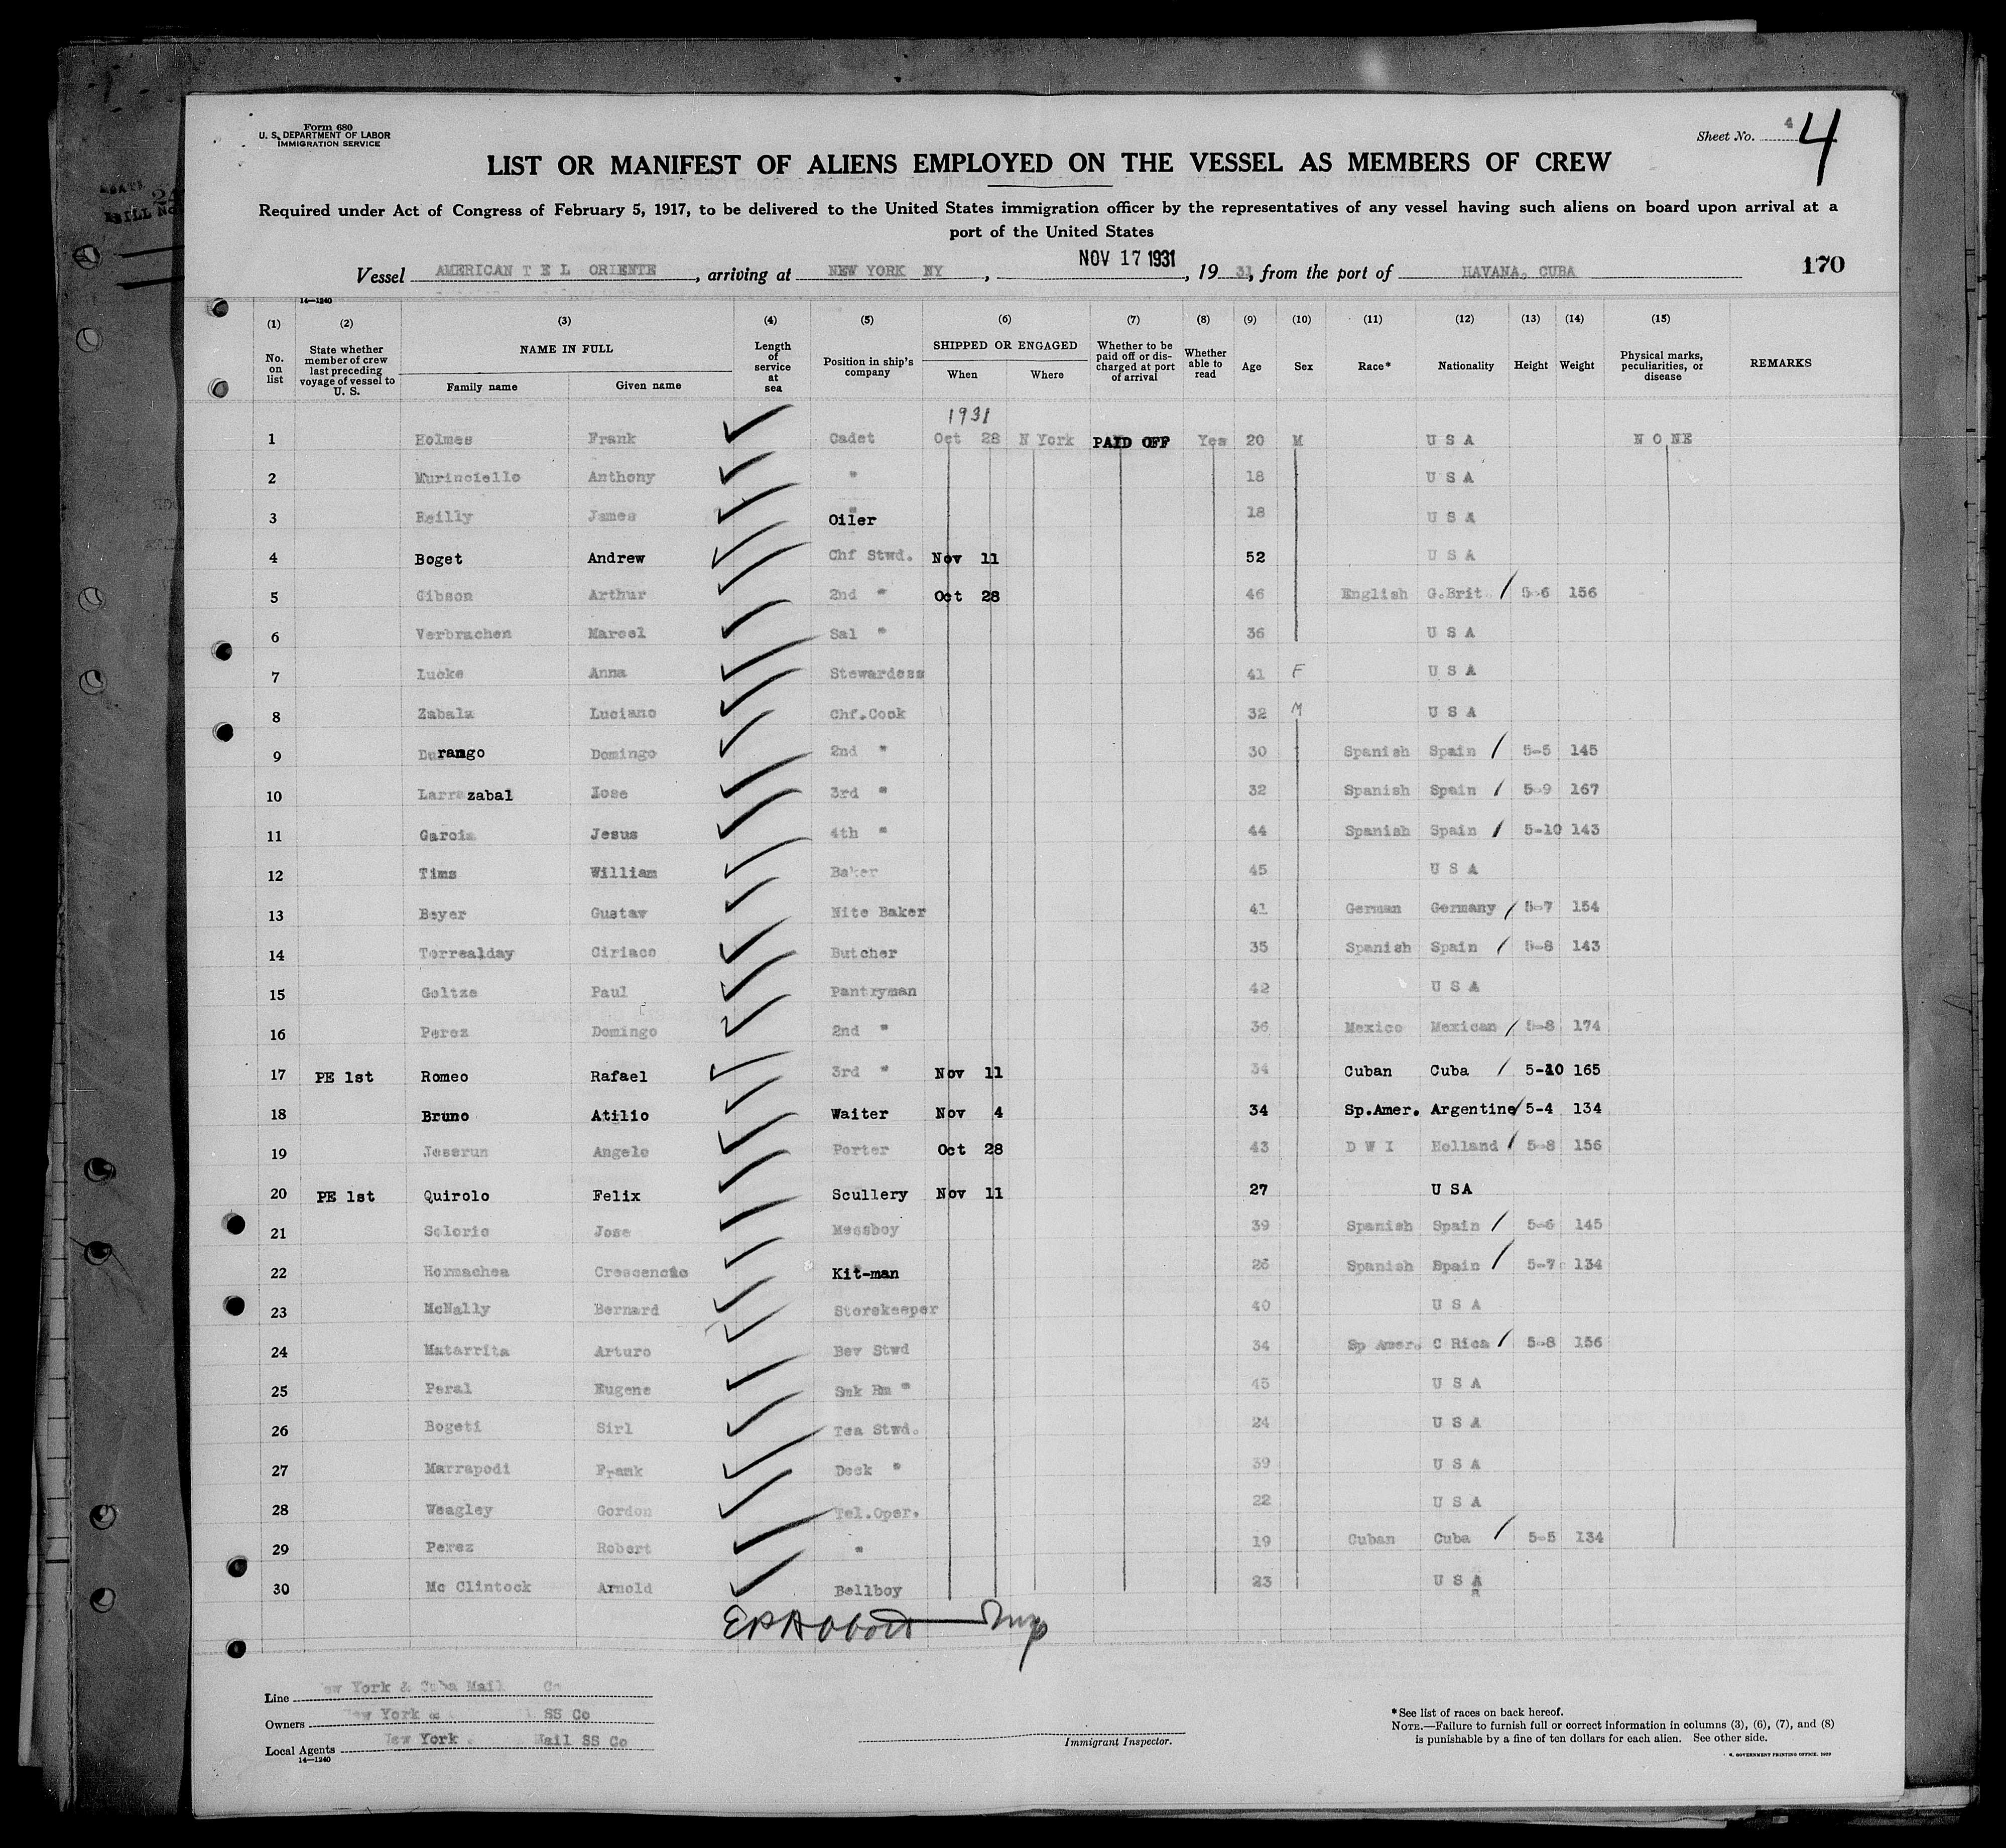 Form 680
U. S. DEPARTMENT OF LABOR
IMMIGRATION SERVICE
Sheet No. 4
4
LIST OR MANIFEST OF ALIENS EMPLOYED ON THE VESSEL AS MEMBERS OF CREW
Required under Act of Congress of February 5, 1917, to be delivered to the United States immigration officer by the representatives of any vessel having such aliens on board upon arrival at a
port of the United States
Vessel AMERICAN T E L ORIENTE, arriving at NEW YORK NY, NOV 17 1931, 19 31, from the port of HAVANA, CUBA
170
14—1240
(1) (2) (3) (4) (5) (6) (7) (8) (9) (10) (11) (12) (13) (14) (15)
No. on list State whether member of crew last preceding voyage of vessel to U. S. NAME IN FULL Family name Given name Length of service at sea Position in ship's company SHIPPED OR ENGAGED When Where Whether to be paid off or discharged at port of arrival Whether able to read Age Sex Race* Nationality Height Weight Physical marks, peculiarities, or disease REMARKS
1931
1 Holmes Frank Cadet Oct 28 N York PAID OFF Yes 20 M U S A N O N E
2 Murinciello Anthony " 18 U S A
3 Reilly James Oiler 18 U S A
4 Boget Andrew Chf Stwd. Nov 11 52 U S A
5 Gibson Arthur 2nd " Oct 28 46 English G.Brit 5-6 156
6 Verbrachen Marcel Sal " 36 U S A
7 Lucke Anna Stewardess 41 F U S A
8 Zabala Luciano Chf.Cook 32 M U S A
9 Durango Domingo 2nd " 30 Spanish Spain 5-5 145
10 Larrazabal Iose 3rd " 32 Spanish Spain 5-9 167
11 Garcia Jesus 4th " 44 Spanish Spain 5-10 143
12 Tims William Baker 45 U S A
13 Beyer Gustav Nite Baker 41 German Germany 5-7 154
14 Torrealday Ciriaco Butcher 35 Spanish Spain 5-8 143
15 Goltze Paul Pantryman 42 U S A
16 Perez Domingo 2nd " 36 Mexico Mexican 5-8 174
17 PE 1st Romeo Rafael 3rd " Nov 11 34 Cuban Cuba 5-10 165
18 Bruno Atilio Waiter Nov 4 34 Sp.Amer. Argentine 5-4 134
19 Jesurun Angelo Porter Oct 28 43 D W I Holland 5-8 156
20 PE 1st Quirolo Felix Scullery Nov 11 27 U SA
21 Solorio Jose Messboy 39 Spanish Spain 5-6 145
22 Hormachea Crescencio Kit-man 26 Spanish Spain 5-7 134
23 McNally Bernard Storekeeper 40 U S A
24 Matarrita Arturo Bev Stwd 34 Sp Amer. C Rica 5-8 156
25 Peral Eugene Smk Rm " 45 U S A
26 Bogeti Sirl Tea Stwd. 24 U S A
27 Marrapodi Frank Deck " 39 U S A
28 Weagley Gordon Tel.Oper. 22 U S A
29 Perez Robert " 19 Cuban Cuba 5-5 134
30 Mc Clintock Arnold Bellboy 23 U S A
EPAbbott Insp
Line ew York & Cuba Mail Co
Owners ew York & SS Co
Local Agents New York Mail SS Co
14—1240
Immigrant Inspector.
*See list of races on back hereof.
NOTE.—Failure to furnish full or correct information in columns (3), (6), (7), and (8)
is punishable by a fine of ten dollars for each alien. See other side.
GOVERNMENT PRINTING OFFICE. 1929